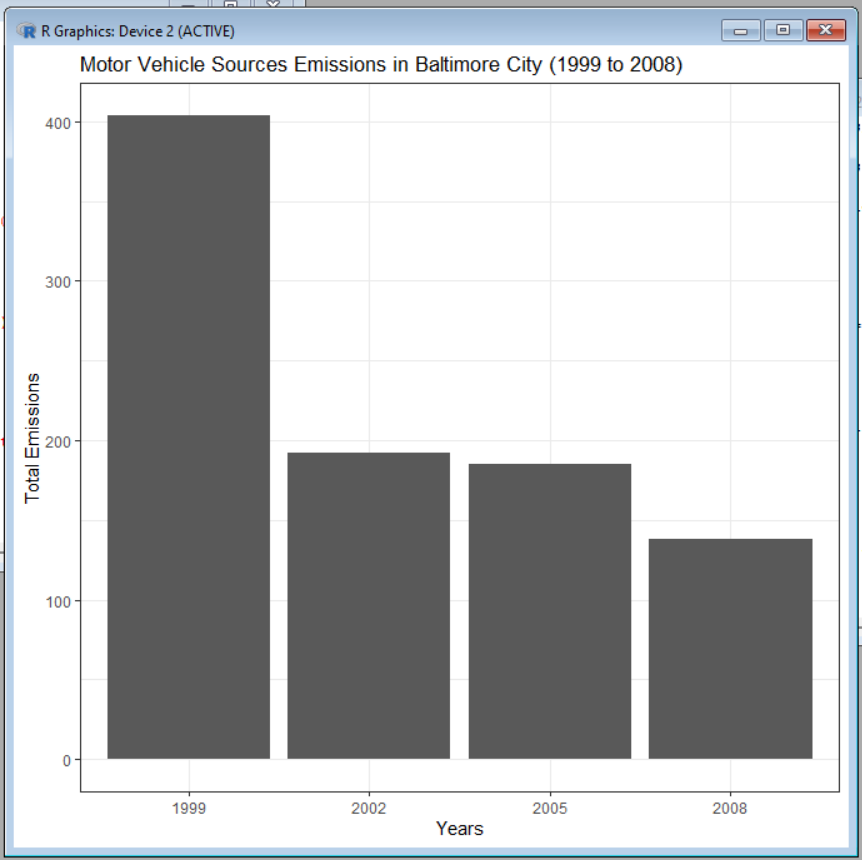 R Graphics: Device 2 (ACTIVE)
Motor Vehicle Sources Emissions in Baltimore City (1999 to 2008)
400
300
200
100
0
Total Emissions
1999 2002 2005 2008
Years